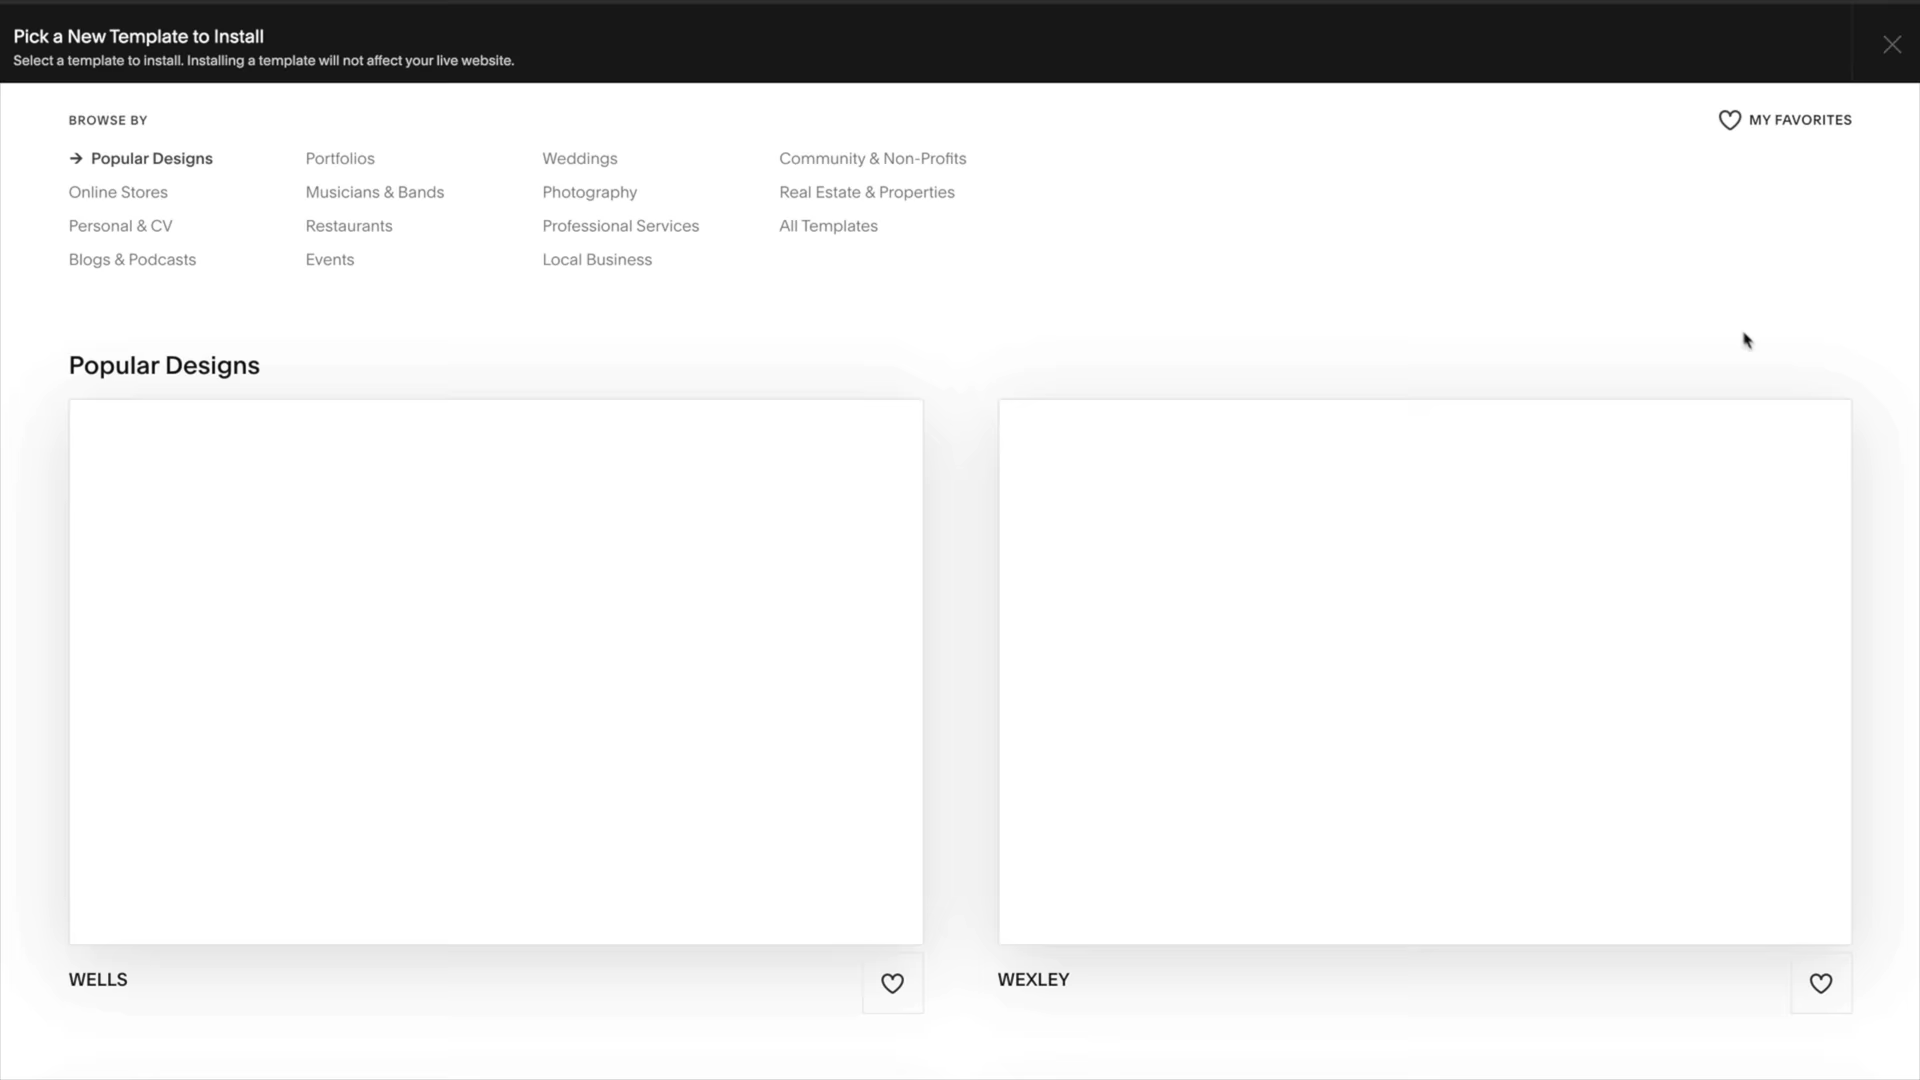 Pick a New Template to Install
Select a template to install. Installing a template will not affect your live website.
BROWSE BY
MY FAVORITES
Popular Designs
Portfolios
Weddings
Community & Non-Profits
Online Stores
Musicians & Bands
Photography
Real Estate & Properties
Personal & CV
Restaurants
Professional Services
All Templates
Blogs & Podcasts
Events
Local Business
Popular Designs
WELLS
WEXLEY